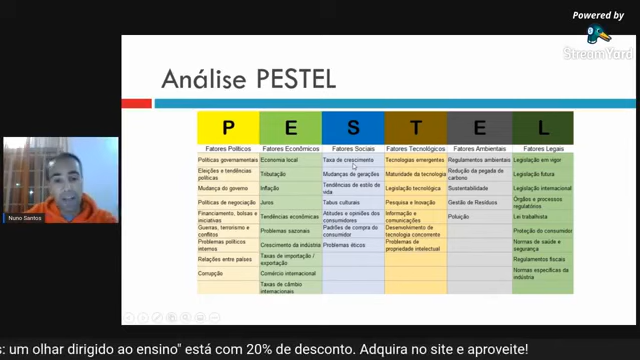 Powered by
StreamYard
Análise PESTEL
P E S T E L
Fatores Políticos Fatores Econômicos Fatores Sociais Fatores Tecnológicos Fatores Ambientais Fatores Legais
Políticas governamentais
Eleições e tendências
políticas
Mudança do governo
Políticas de negociação
Financiamento, bolsas e
iniciativas
Guerras, terrorismo e
conflitos
Problemas políticos
internos
Relações entre países
Corrupção
Economia local
Tributação
Inflação
Juros
Tendências econômicas
Problemas sazonais
Crescimento da indústria
Taxas de importação /
exportação
Comércio internacional
Taxas de câmbio
internacionais
Taxa de crescimento
Mudanças de gerações
Tendências de estilo de
vida
Tabus culturais
Atitudes e opiniões dos
consumidores
Padrões de compra do
consumidor
Problemas éticos
Tecnologias emergentes
Maturidade da tecnologia
Legislação tecnológica
Pesquisa e Inovação
Informação e
comunicações
Desenvolvimento de
tecnologia concorrente
Problemas de
propriedade intelectual
Regulamentos ambientais
Redução da pegada de
carbono
Sustentabilidade
Gestão de Resíduos
Poluição
Legislação em vigor
Legislação futura
Legislação internacional
Órgãos e processos
regulatórios
Lei trabalhista
Proteção do consumidor
Normas de saúde e
segurança
Regulamentos fiscais
Normas específicas da
indústria
Nuno Santos
s: um olhar dirigido ao ensino" está com 20% de desconto. Adquira no site e aproveite!